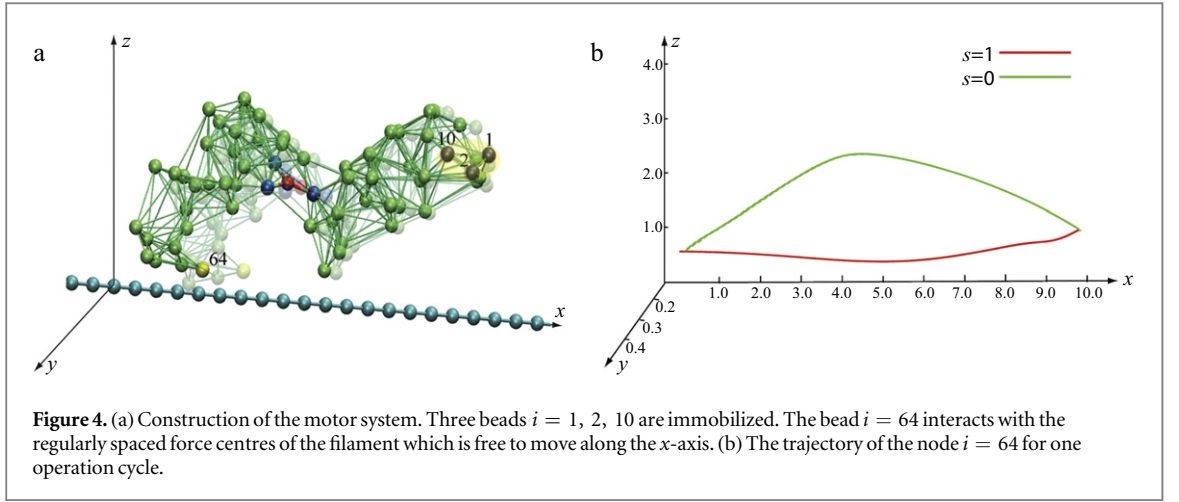 a
z
10
1
2
64
x
y
b
z
s=1
s=0
4.0
3.0
2.0
1.0
x
1.0 2.0 3.0 4.0 5.0 6.0 7.0 8.0 9.0 10.0
0.2
0.3
0.4
y
Figure 4. (a) Construction of the motor system. Three beads i = 1, 2, 10 are immobilized. The bead i = 64 interacts with the
regularly spaced force centres of the filament which is free to move along the x-axis. (b) The trajectory of the node i = 64 for one
operation cycle.